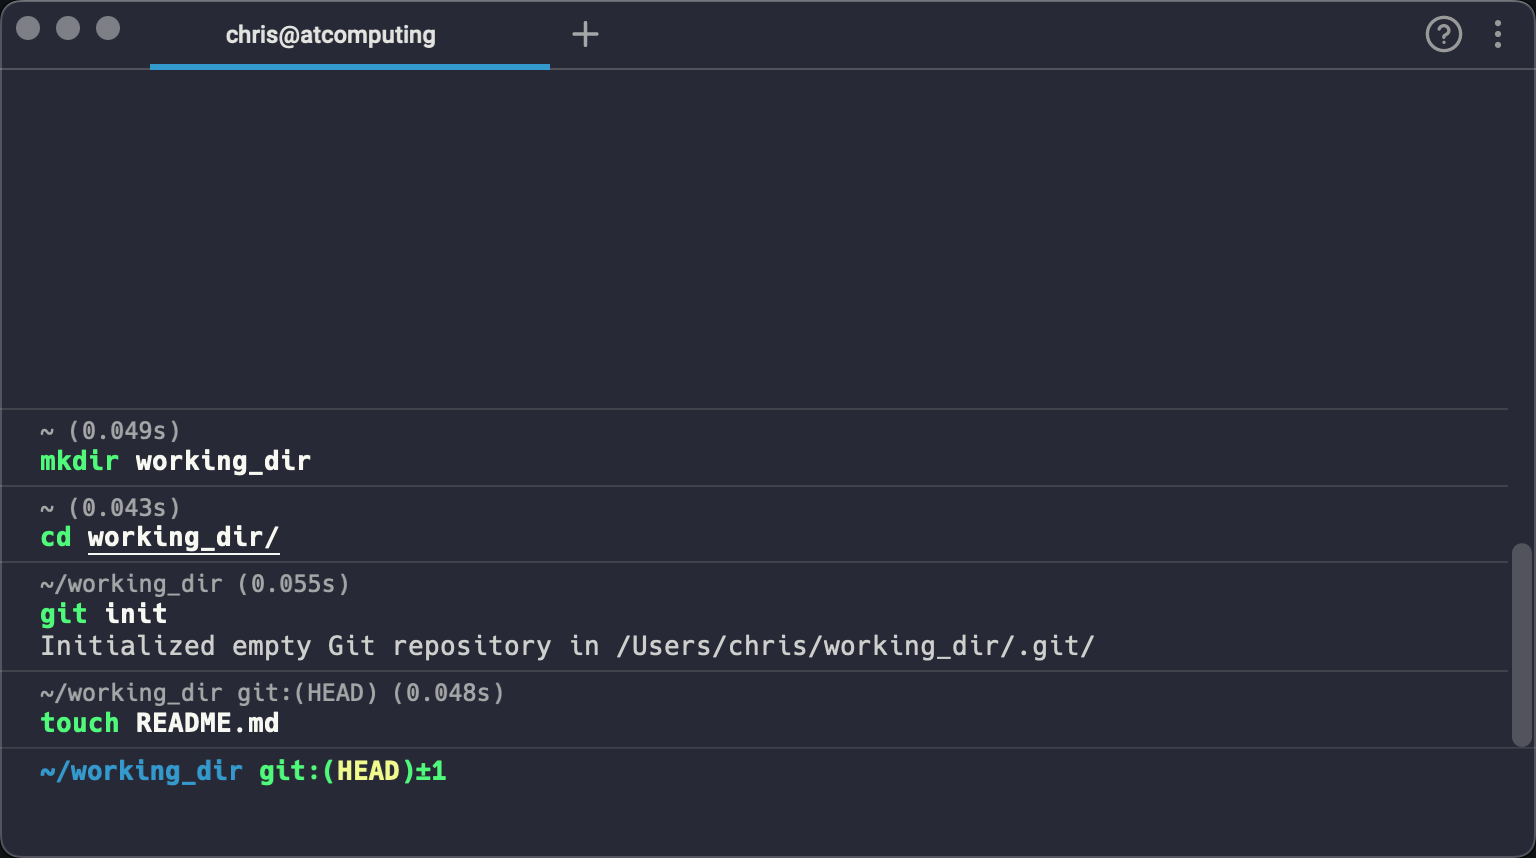 chris@atcomputing
~ (0.049s)
mkdir working_dir
~ (0.043s)
cd working_dir/
~/working_dir (0.055s)
git init
Initialized empty Git repository in /Users/chris/working_dir/.git/
~/working_dir git:(HEAD) (0.048s)
touch README.md
~/working_dir git:(HEAD)±1